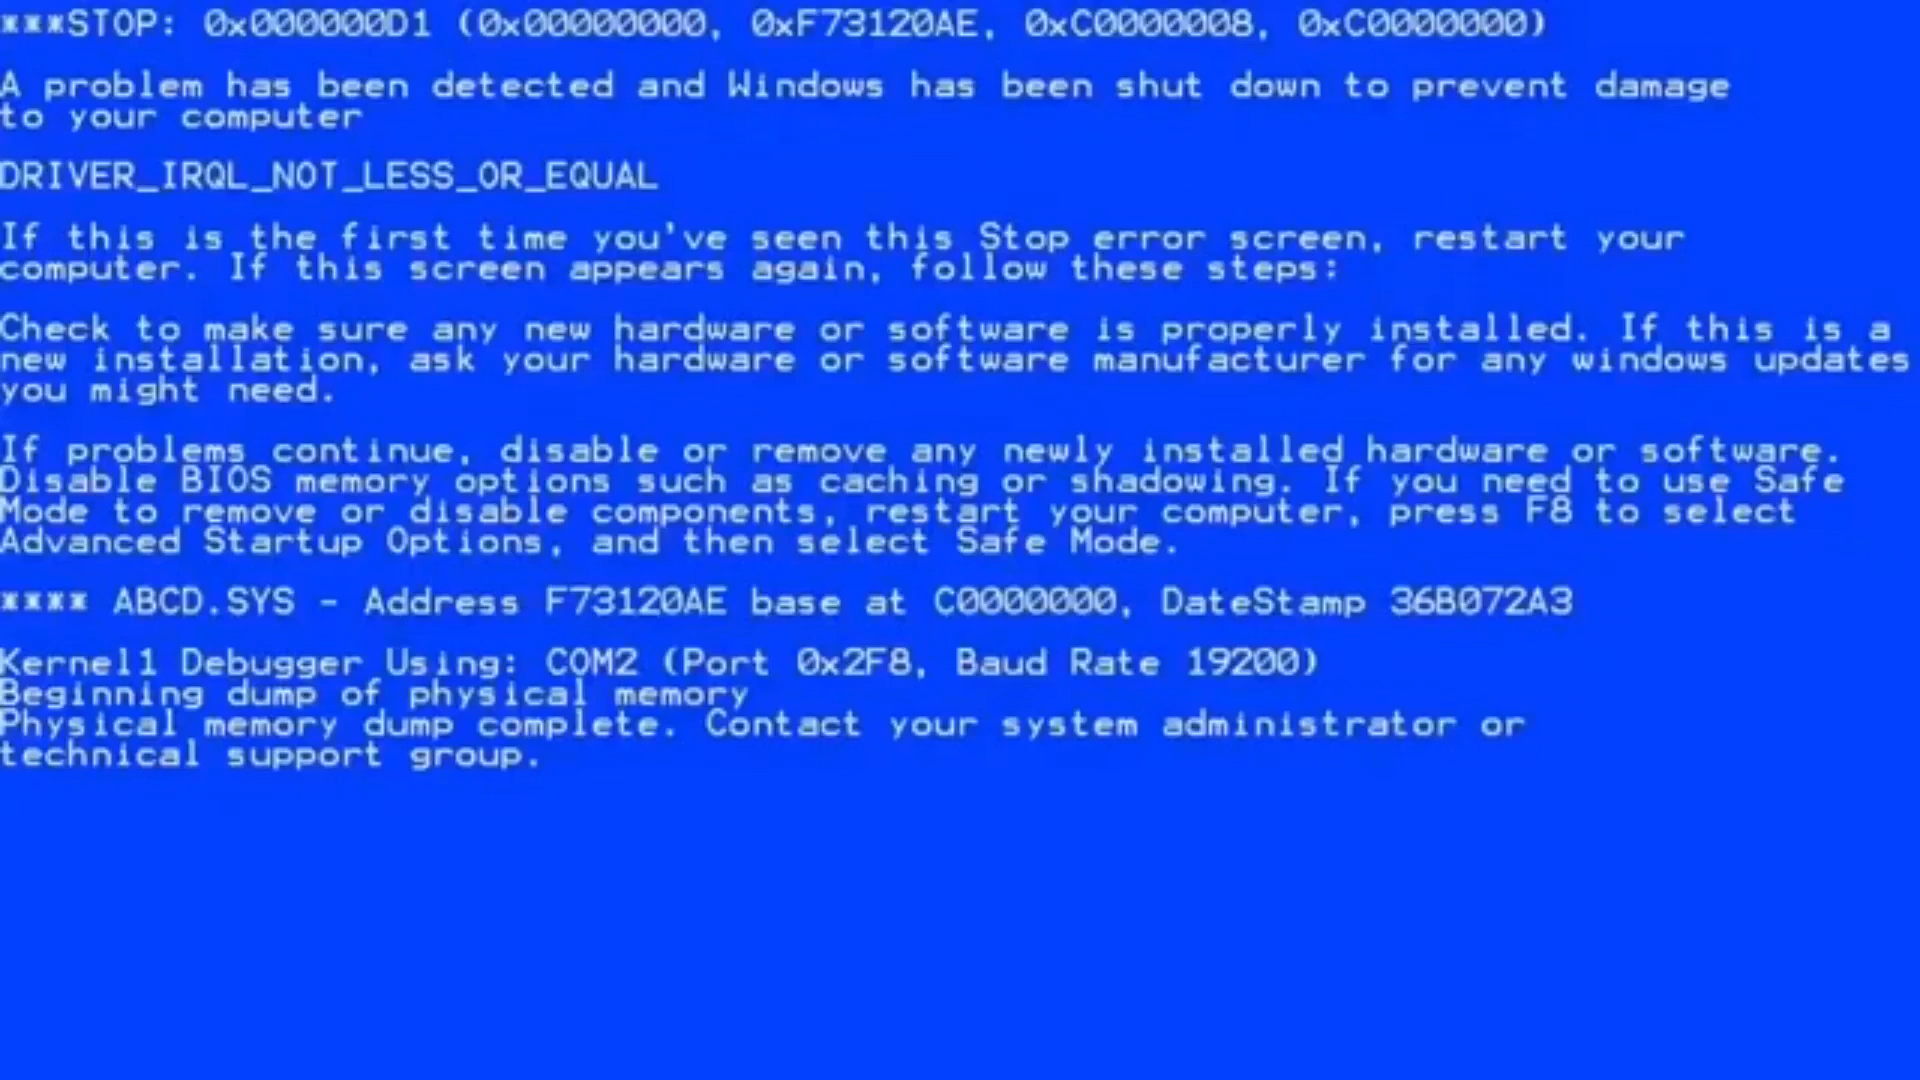 ***STOP: 0x000000D1 (0x00000000, 0xF73120AE, 0xC0000008, 0xC0000000)
A problem has been detected and Windows has been shut down to prevent damage
to your computer
DRIVER_IRQL_NOT_LESS_OR_EQUAL
If this is the first time you've seen this Stop error screen, restart your
computer. If this screen appears again, follow these steps:
Check to make sure any new hardware or software is properly installed. If this is a
new installation, ask your hardware or software manufacturer for any windows updates
you might need.
If problems continue, disable or remove any newly installed hardware or software.
Disable BIOS memory options such as caching or shadowing. If you need to use Safe
Mode to remove or disable components, restart your computer, press F8 to select
Advanced Startup Options, and then select Safe Mode.
**** ABCD.SYS - Address F73120AE base at C0000000, DateStamp 36B072A3
Kernel1 Debugger Using: COM2 (Port 0x2F8, Baud Rate 19200)
Beginning dump of physical memory
Physical memory dump complete. Contact your system administrator or
technical support group.